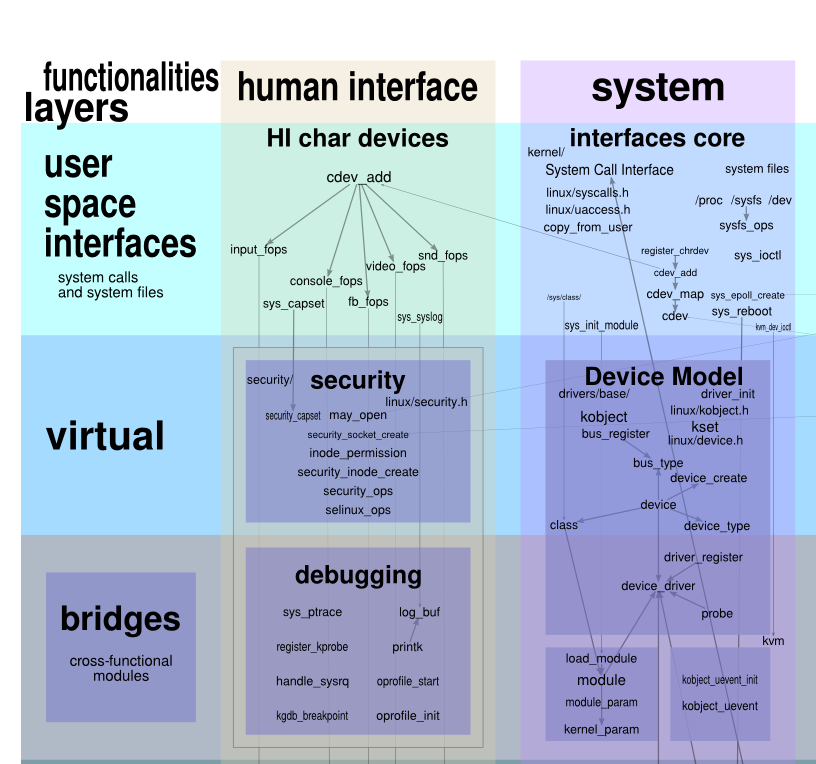 functionalities
layers
human interface
system
user
space
interfaces
system calls
and system files
HI char devices
cdev_add
input_fops
console_fops
video_fops
snd_fops
sys_capset
fb_fops
sys_syslog
interfaces core
kernel/
System Call Interface
system files
linux/syscalls.h
linux/uaccess.h
copy_from_user
/proc /sysfs /dev
sysfs_ops
register_chrdev
sys_ioctl
cdev_add
/sys/class/
cdev_map
sys_epoll_create
cdev
sys_reboot
sys_init_module
kvm_dev_ioctl
virtual
security
security/
linux/security.h
security_capset
may_open
security_socket_create
inode_permission
security_inode_create
security_ops
selinux_ops
Device Model
drivers/base/
driver_init
kobject
linux/kobject.h
bus_register
kset
linux/device.h
bus_type
device_create
device
class
device_type
driver_register
device_driver
probe
kvm
bridges
cross-functional
modules
debugging
sys_ptrace
log_buf
register_kprobe
printk
handle_sysrq
oprofile_start
kgdb_breakpoint
oprofile_init
load_module
module
module_param
kernel_param
kobject_uevent_init
kobject_uevent